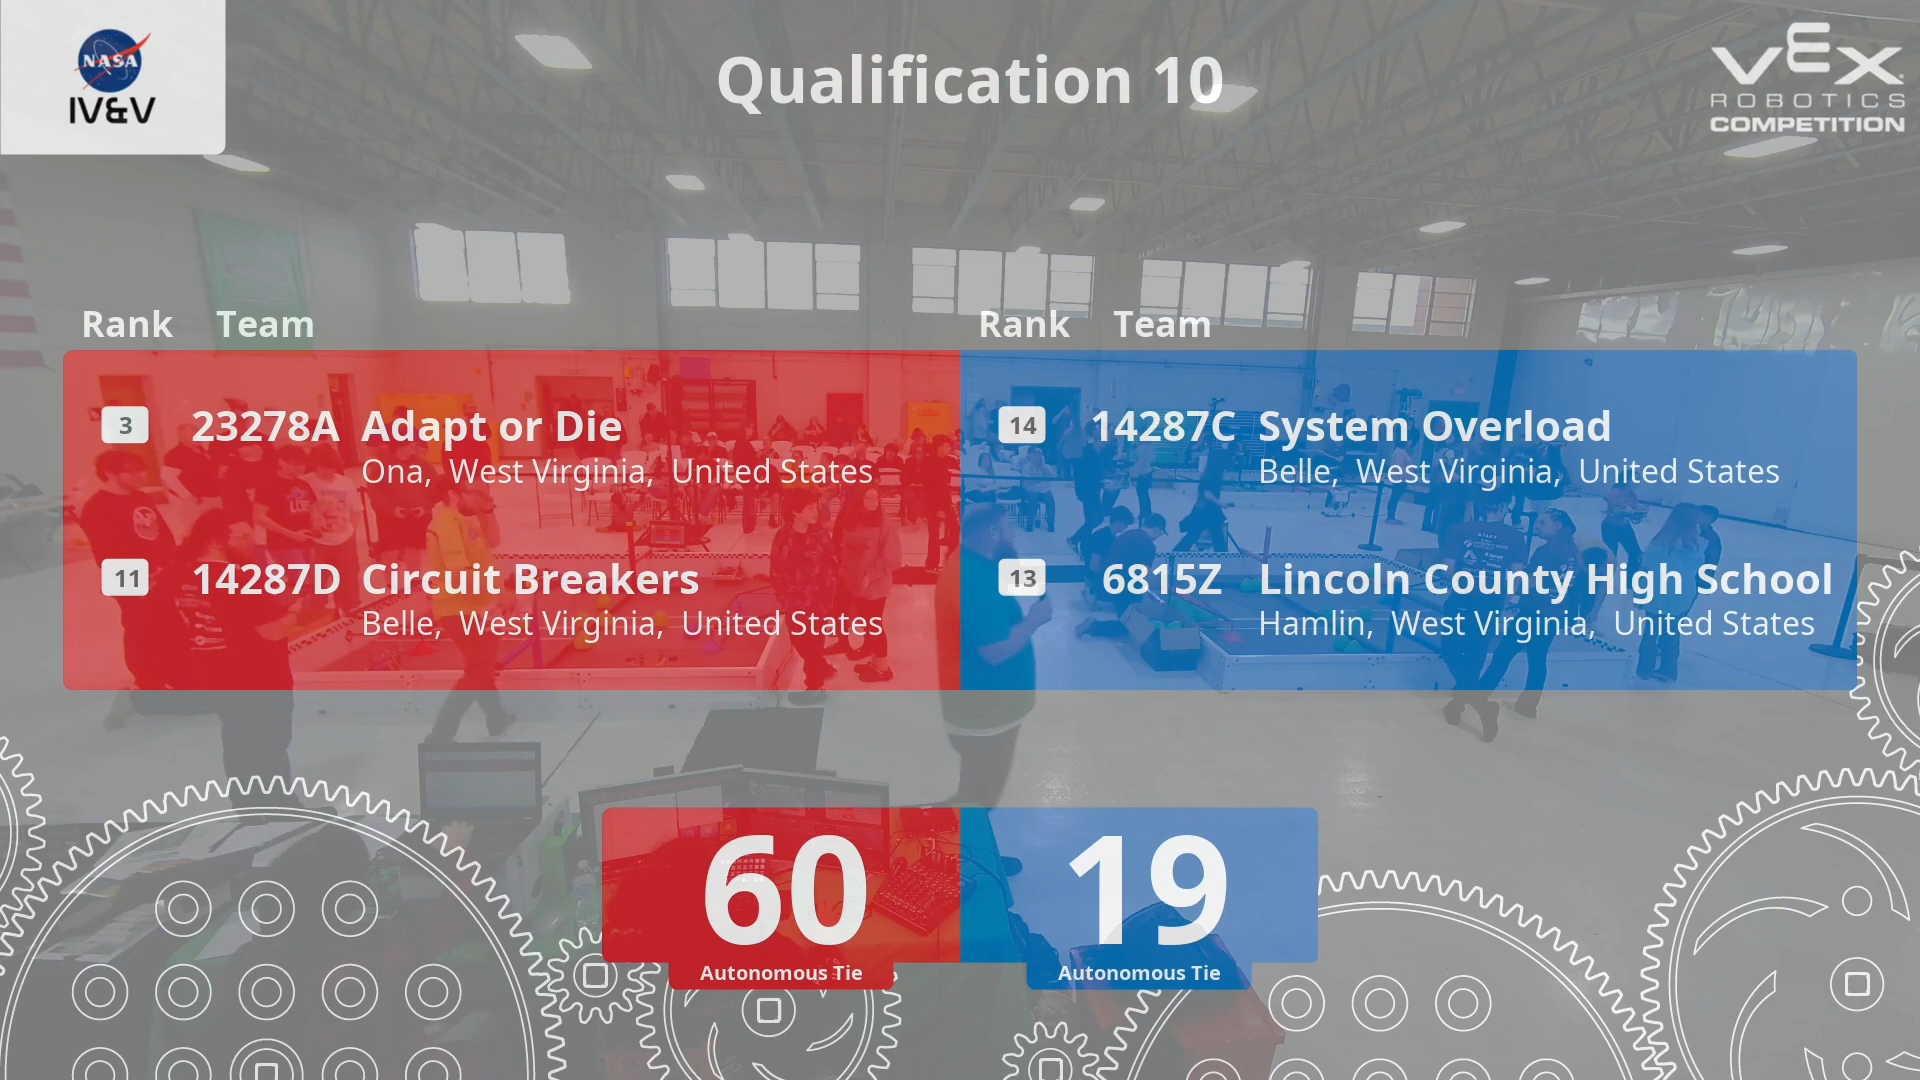 NASA
IV&V
Qualification 10
VEX
ROBOTICS
COMPETITION
Rank Team
Rank Team
3 23278A Adapt or Die
Ona, West Virginia, United States
11 14287D Circuit Breakers
Belle, West Virginia, United States
14 14287C System Overload
Belle, West Virginia, United States
13 6815Z Lincoln County High School
Hamlin, West Virginia, United States
60
Autonomous Tie
19
Autonomous Tie